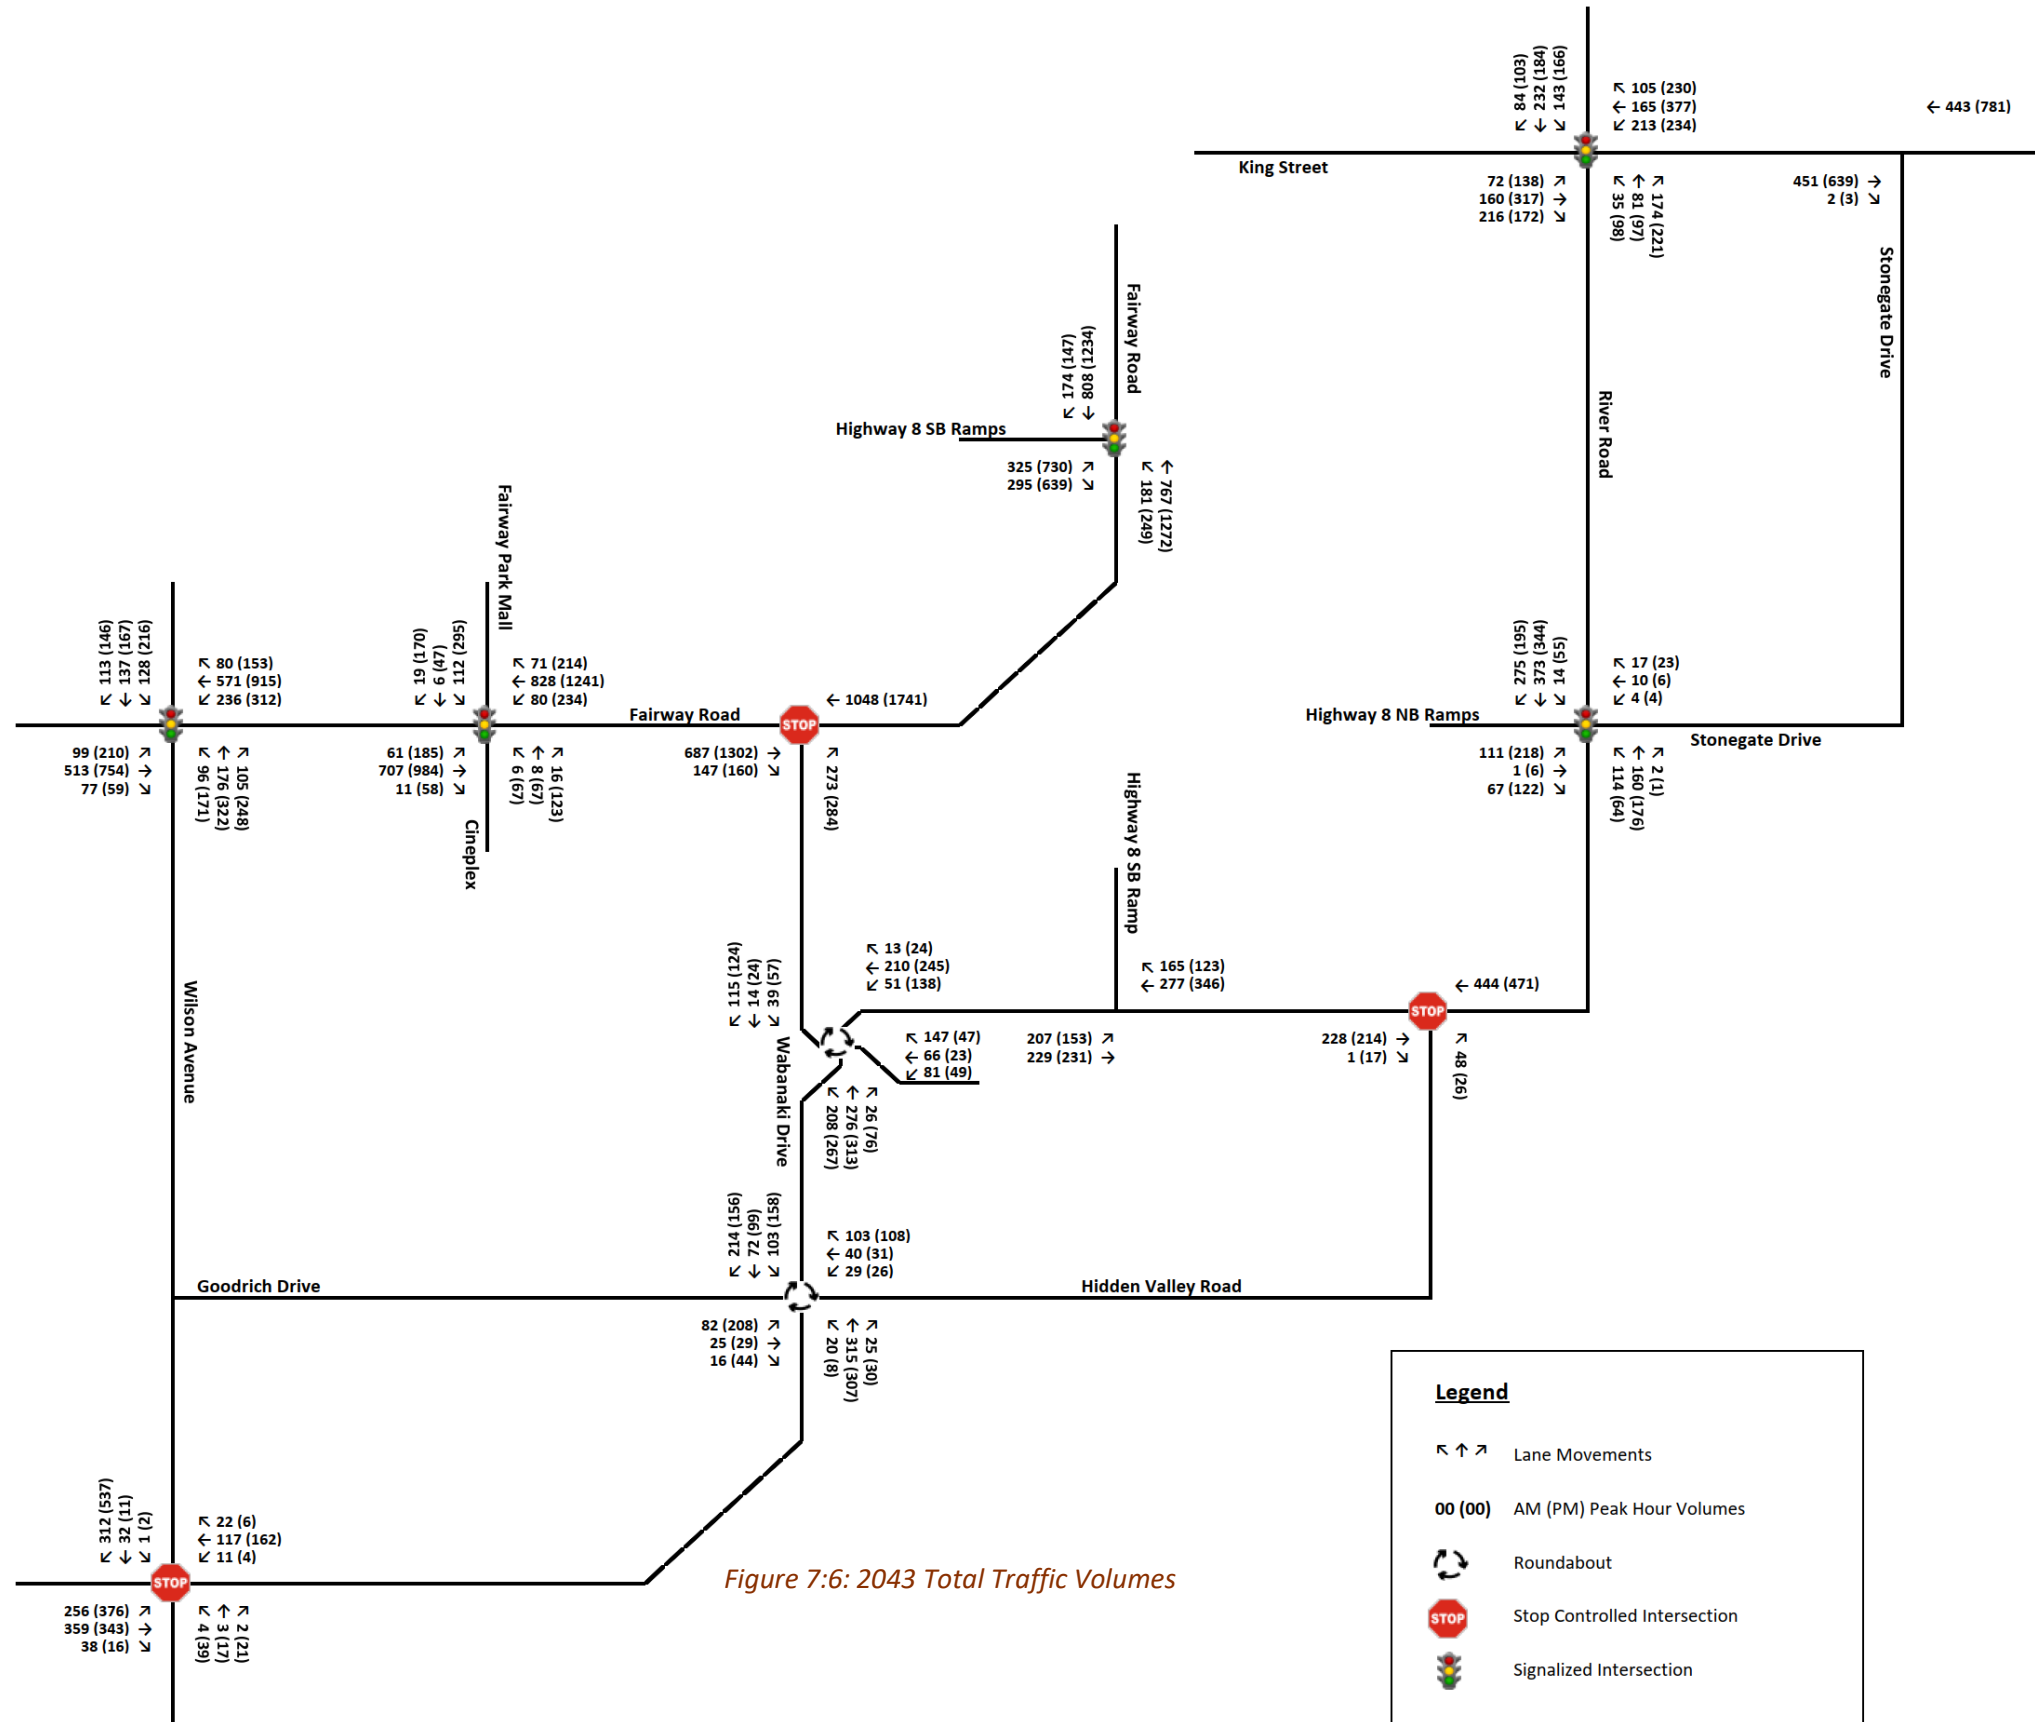 84 (103)
232 (184)
143 (166)
↙ ↓ ↘
↖ 105 (230)
← 165 (377)
↙ 213 (234)
← 443 (781)
King Street
72 (138) ↗
160 (317) →
216 (172) ↘
↖ ↑ ↗
35 (98)
81 (97)
174 (221)
451 (639) →
2 (3) ↘
Stonegate Drive
Fairway Road
174 (147)
808 (1234)
↖ ↓
Highway 8 SB Ramps
325 (730) ↗
295 (639) ↘
↖ ↑
181 (249)
767 (1272)
River Road
Fairway Park Mall
113 (146)
137 (167)
128 (216)
↙ ↓ ↘
↖ 80 (153)
← 571 (915)
↙ 236 (312)
19 (170)
6 (47)
112 (295)
↙ ↓ ↘
↖ 71 (214)
← 828 (1241)
↙ 80 (234)
Fairway Road
STOP
← 1048 (1741)
275 (195)
373 (344)
14 (55)
↙ ↓ ↘
↖ 17 (23)
← 10 (6)
↙ 4 (4)
Highway 8 NB Ramps
Stonegate Drive
99 (210) ↗
513 (754) →
77 (59) ↘
↖ ↑ ↗
96 (171)
176 (322)
105 (248)
61 (185) ↗
707 (984) →
11 (58) ↘
↖ ↑ ↗
6 (67)
8 (67)
16 (123)
Cineplex
687 (1302) →
147 (160) ↘
↗
273 (284)
111 (218) ↗
1 (6) →
67 (122) ↘
↖ ↑ ↗
114 (64)
160 (176)
2 (1)
Highway 8 SB Ramp
Wilson Avenue
115 (124)
14 (24)
39 (57)
↙ ↓ ↘
↖ 13 (24)
← 210 (245)
↙ 51 (138)
↖ 165 (123)
← 277 (346)
← 444 (471)
STOP
Wabanaki Drive
↖ 147 (47)
← 66 (23)
↙ 81 (49)
207 (153) ↗
229 (231) →
228 (214) →
1 (17) ↘
↗
48 (26)
↖ ↑ ↗
208 (267)
276 (313)
26 (76)
214 (156)
72 (99)
103 (158)
↙ ↓ ↘
↖ 103 (108)
← 40 (31)
↙ 29 (26)
Goodrich Drive
Hidden Valley Road
82 (208) ↗
25 (29) →
16 (44) ↘
↖ ↑ ↗
20 (8)
315 (307)
25 (30)
312 (537)
32 (11)
1 (2)
↙ ↓ ↘
↖ 22 (6)
← 117 (162)
↙ 11 (4)
STOP
256 (376) ↗
359 (343) →
38 (16) ↘
↖ ↑ ↗
4 (39)
3 (17)
2 (21)
Figure 7:6: 2043 Total Traffic Volumes
Legend
↖ ↑ ↗ Lane Movements
00 (00) AM (PM) Peak Hour Volumes
Roundabout
STOP Stop Controlled Intersection
Signalized Intersection